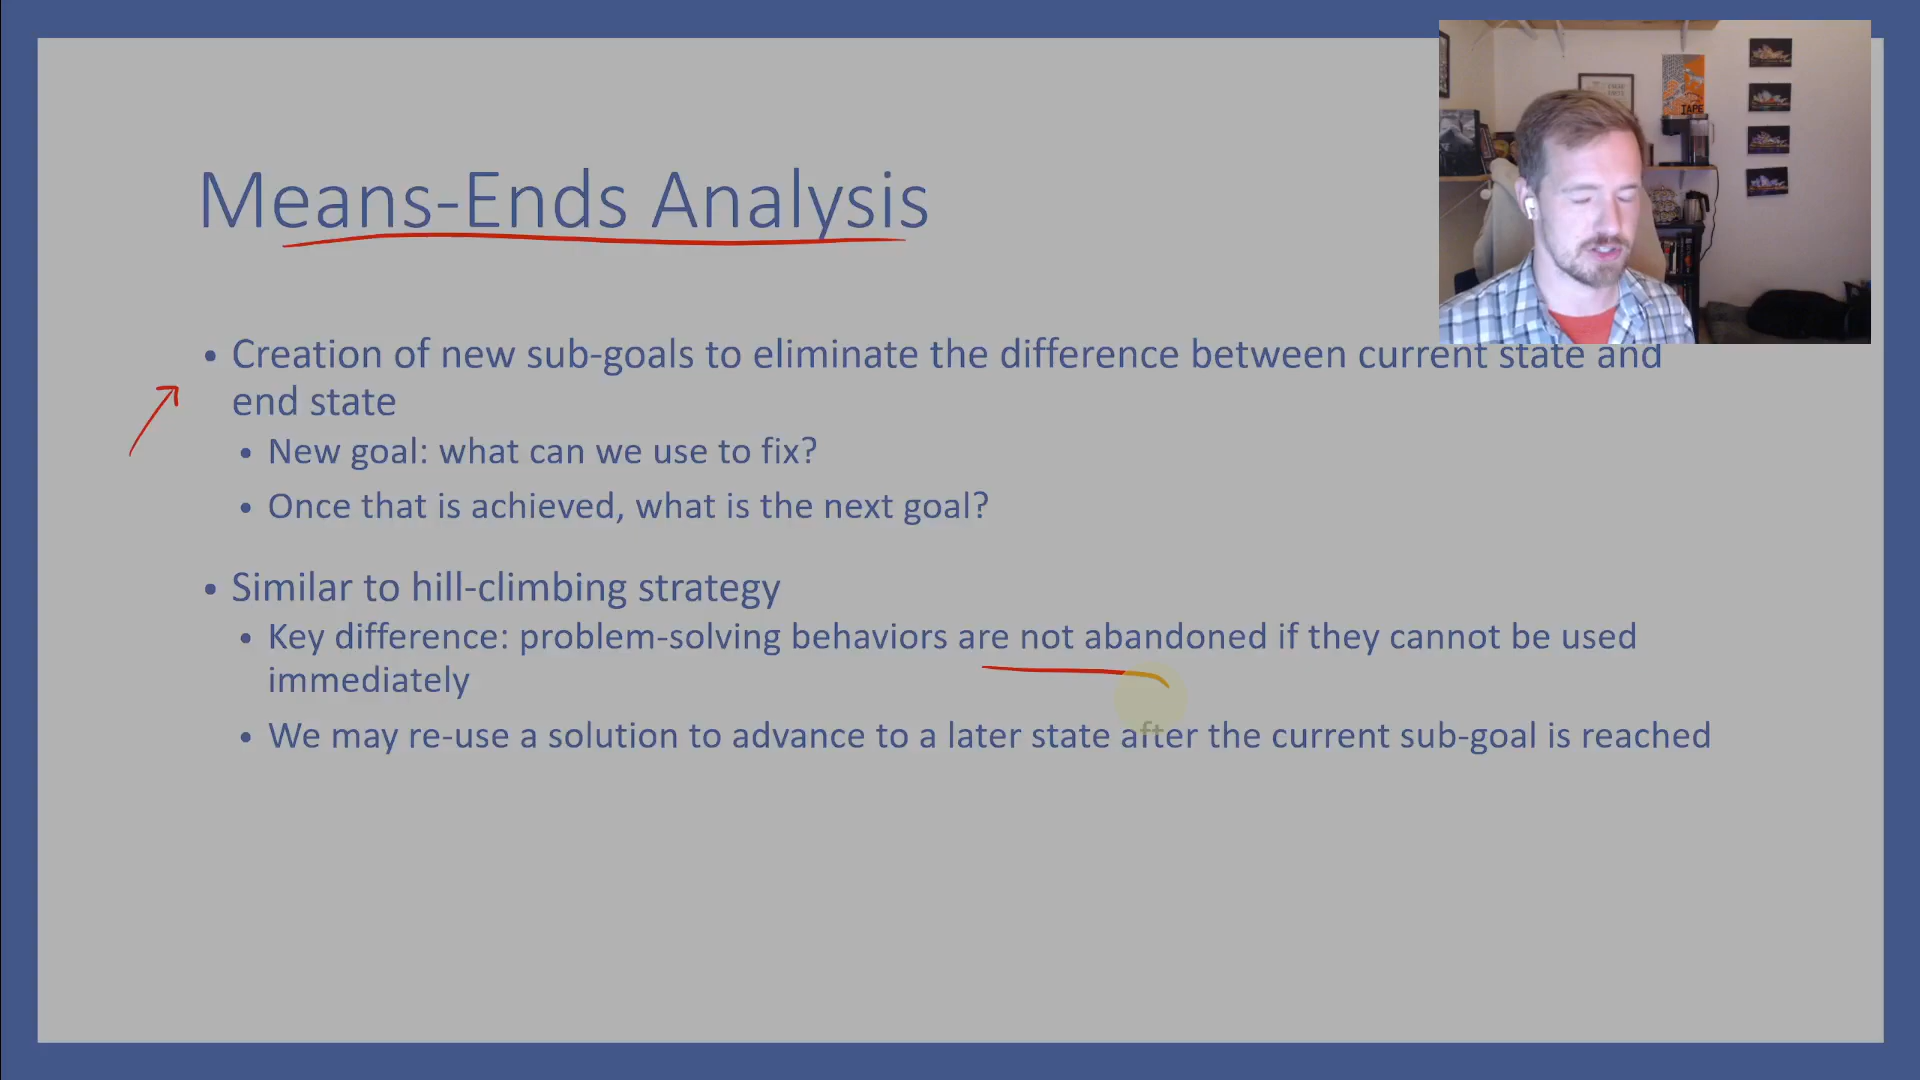 Means-Ends Analysis
• Creation of new sub-goals to eliminate the difference between current state and
end state
• New goal: what can we use to fix?
• Once that is achieved, what is the next goal?
• Similar to hill-climbing strategy
• Key difference: problem-solving behaviors are not abandoned if they cannot be used
immediately
• We may re-use a solution to advance to a later state after the current sub-goal is reached
TAPE